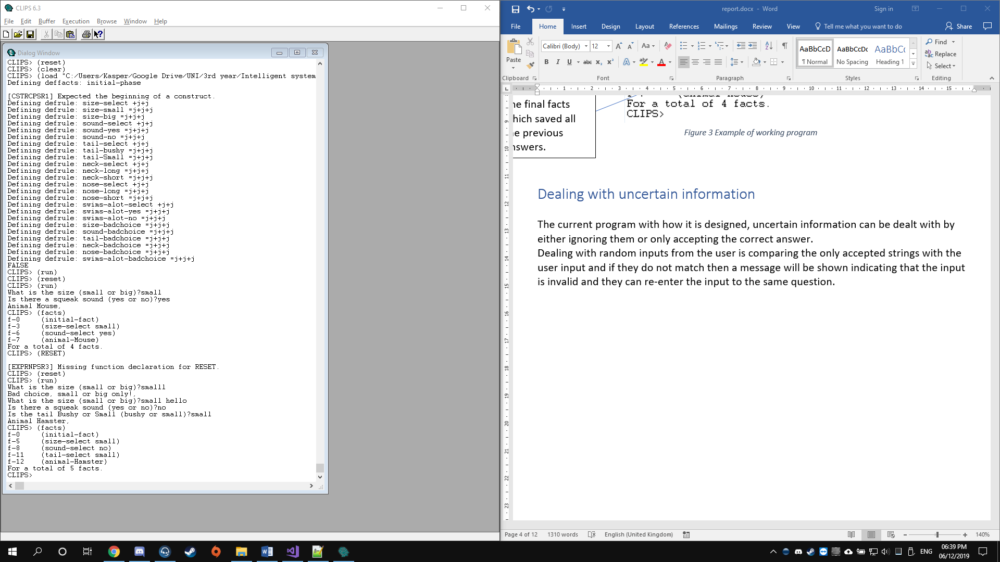 CLIPS 6.3
File Edit Buffer Execution Browse Window Help
Dialog Window
CLIPS> (reset)
CLIPS> (clear)
CLIPS> (load "C:/Users/Kasper/Google Drive/UNI/3rd year/Intelligent system
Defining deffacts: initial-phase
[CSTRCPSR1] Expected the beginning of a construct.
Defining defrule: size-select +j+j
Defining defrule: size-small =j+j+j
Defining defrule: size-big =j+j+j
Defining defrule: sound-select +j+j
Defining defrule: sound-yes =j+j+j
Defining defrule: sound-no =j+j+j
Defining defrule: tail-select +j+j
Defining defrule: tail-bushy =j+j+j
Defining defrule: tail-Small =j+j+j
Defining defrule: neck-select +j+j
Defining defrule: neck-long =j+j+j
Defining defrule: neck-short =j+j+j
Defining defrule: nose-select +j+j
Defining defrule: nose-long =j+j+j
Defining defrule: nose-short =j+j+j
Defining defrule: swims-alot-select +j+j
Defining defrule: swims-alot-yes =j+j+j
Defining defrule: swims-alot-no =j+j+j
Defining defrule: size-badchoice =j+j+j
Defining defrule: sound-badchoice =j+j+j
Defining defrule: tail-badchoice =j+j+j
Defining defrule: neck-badchoice =j+j+j
Defining defrule: nose-badchoice =j+j+j
Defining defrule: swims-alot-badchoice =j+j+j
FALSE
CLIPS> (run)
CLIPS> (reset)
CLIPS> (run)
What is the size (small or big)?small
Is there a squeak sound (yes or no)?yes
Animal Mouse,
CLIPS> (facts)
f-0 (initial-fact)
f-3 (size-select small)
f-6 (sound-select yes)
f-7 (animal-Mouse)
For a total of 4 facts.
CLIPS> (RESET)
[EXPRNPSR3] Missing function declaration for RESET.
CLIPS> (reset)
CLIPS> (run)
What is the size (small or big)?smalll
Bad choice, small or big only!,
What is the size (small or big)?small hello
Is there a squeak sound (yes or no)?no
Is the tail Bushy or Small (bushy or small)?small
Animal Hamster,
CLIPS> (facts)
f-0 (initial-fact)
f-5 (size-select small)
f-8 (sound-select no)
f-11 (tail-select small)
f-12 (animal-Hamster)
For a total of 5 facts.
CLIPS>
report.docx - Word
Sign in
File Home Insert Design Layout References Mailings Review View Tell me what you want to do Share
Paste
Clipboard
Calibri (Body) 12
Font
Paragraph
AaBbCcD AaBbCcDc AaBbCc
¶ Normal No Spacing Heading 1
Styles
Find
Replace
Select
Editing
1 2 3 4 5 6 7 8 9 10 11 12 13 14 15
9 10 11 12 13 14 15 16 17 18 19 20 21 22 23
he final facts
hich saved all
e previous
nswers.
For a total of 4 facts.
CLIPS>
Figure 3 Example of working program
Dealing with uncertain information
The current program with how it is designed, uncertain information can be dealt with by
either ignoring them or only accepting the correct answer.
Dealing with random inputs from the user is comparing the only accepted strings with the
user input and if they do not match then a message will be shown indicating that the input
is invalid and they can re-enter the input to the same question.
Page 4 of 12 1310 words English (United Kingdom) 140%
ENG
06:39 PM
06/12/2019